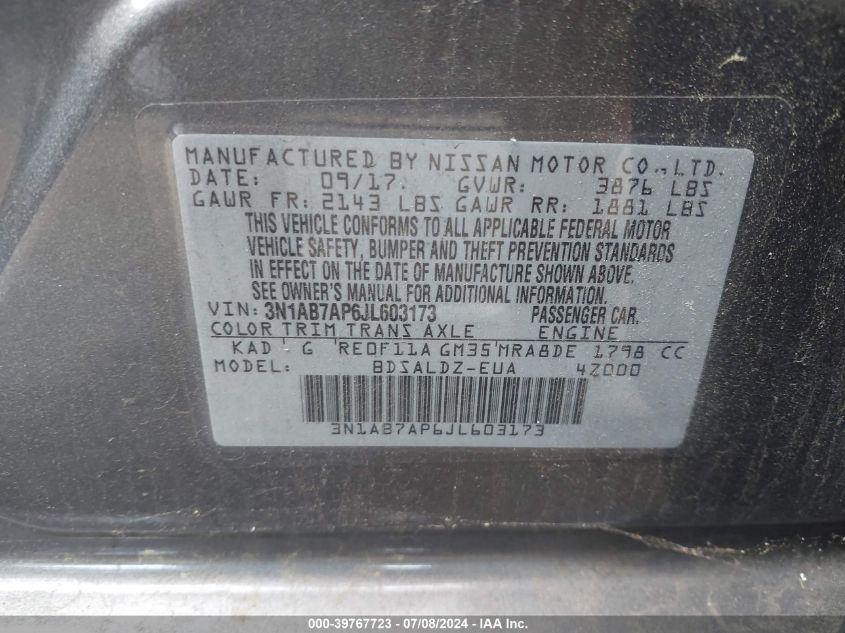 MANUFACTURED BY NISSAN MOTOR CO., LTD.
DATE: 09/17. GVWR: 3876 LBS
GAWR FR: 2143 LBS GAWR RR: 1881 LBS
THIS VEHICLE CONFORMS TO ALL APPLICABLE FEDERAL MOTOR
VEHICLE SAFETY, BUMPER AND THEFT PREVENTION STANDARDS
IN EFFECT ON THE DATE OF MANUFACTURE SHOWN ABOVE.
SEE OWNER'S MANUAL FOR ADDITIONAL INFORMATION.
VIN: 3N1AB7AP6JL603173 PASSENGER CAR.
COLOR TRIM TRANS AXLE ENGINE
KAD ' G 'RE0F11A GM35'MRA8DE 1798 CC
MODEL: BDSALDZ-EUA 4Z000
3N1AB7AP6JL603173
000-39767723 - 07/08/2024 - IAA Inc.